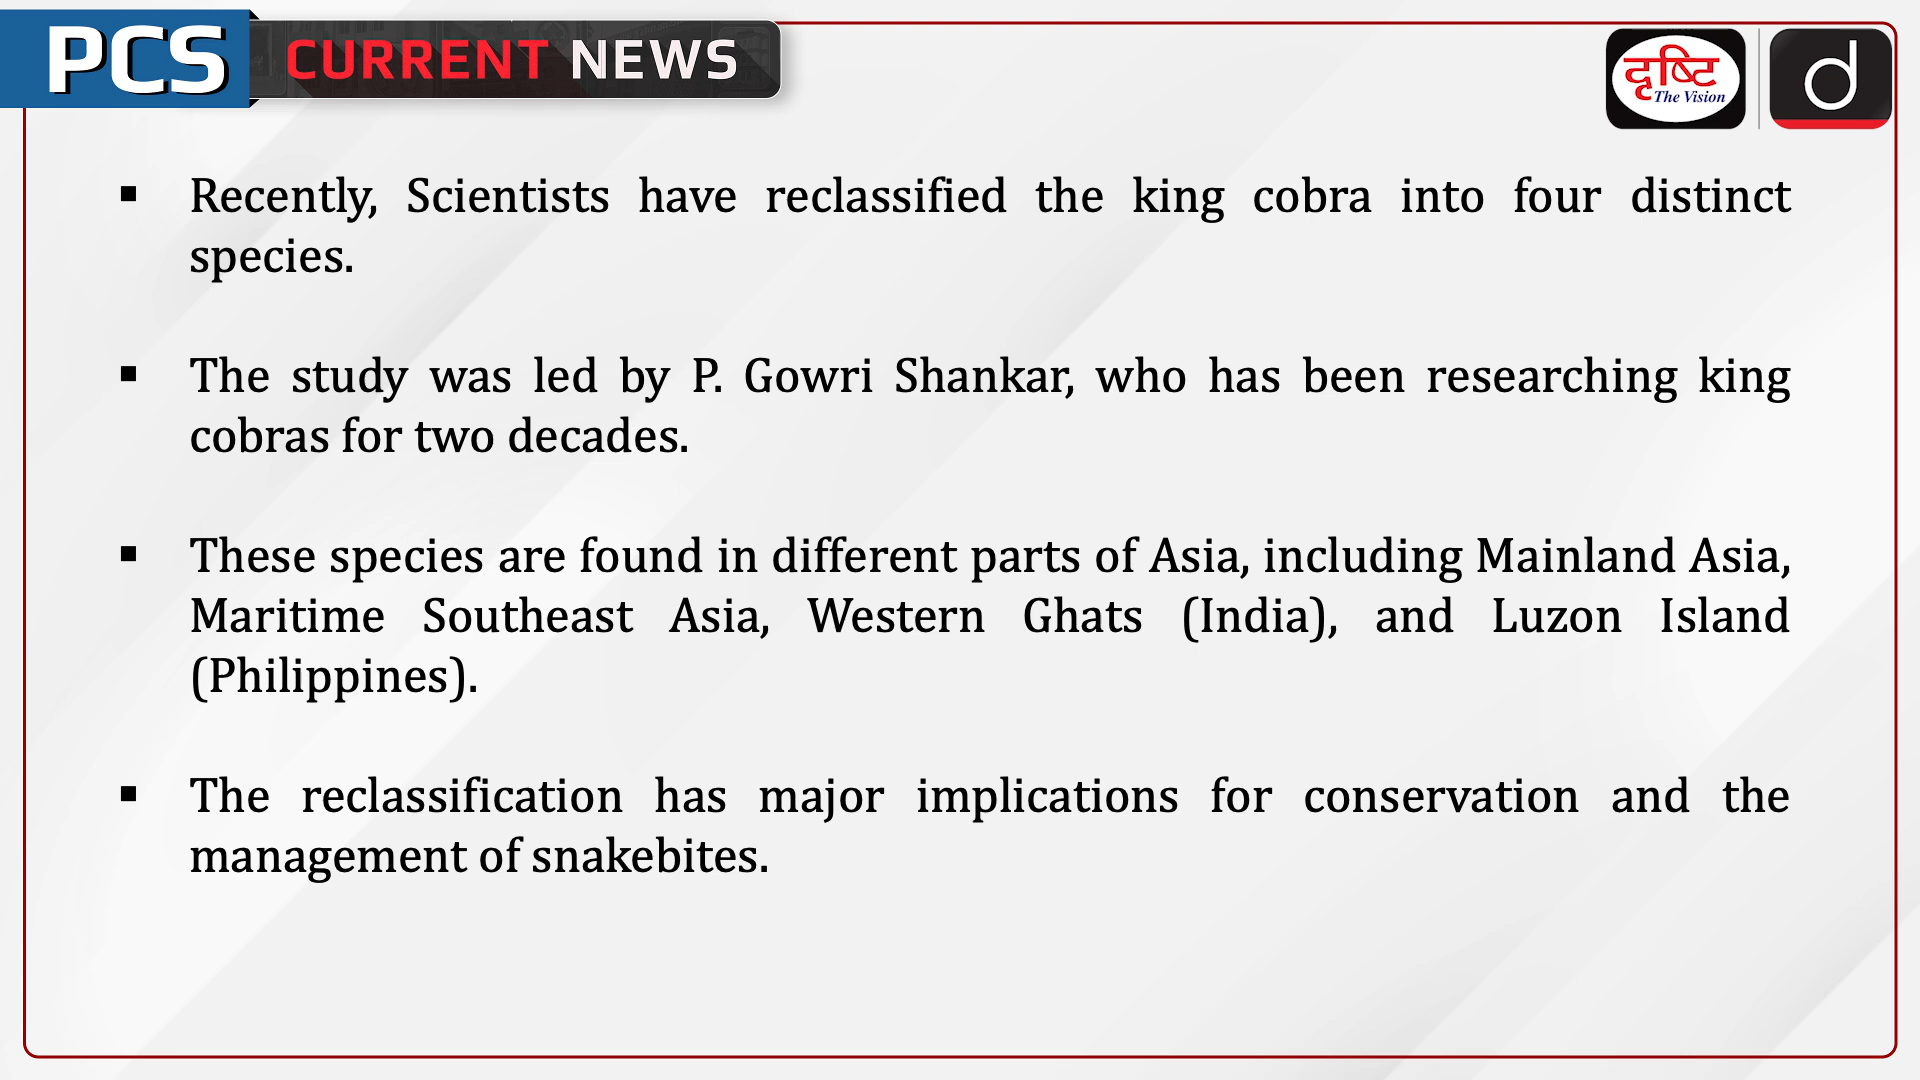 PCS CURRENT NEWS
दृष्टि
The Vision
d
▪ Recently, Scientists have reclassified the king cobra into four distinct
species.
▪ The study was led by P. Gowri Shankar, who has been researching king
cobras for two decades.
▪ These species are found in different parts of Asia, including Mainland Asia,
Maritime Southeast Asia, Western Ghats (India), and Luzon Island
(Philippines).
▪ The reclassification has major implications for conservation and the
management of snakebites.